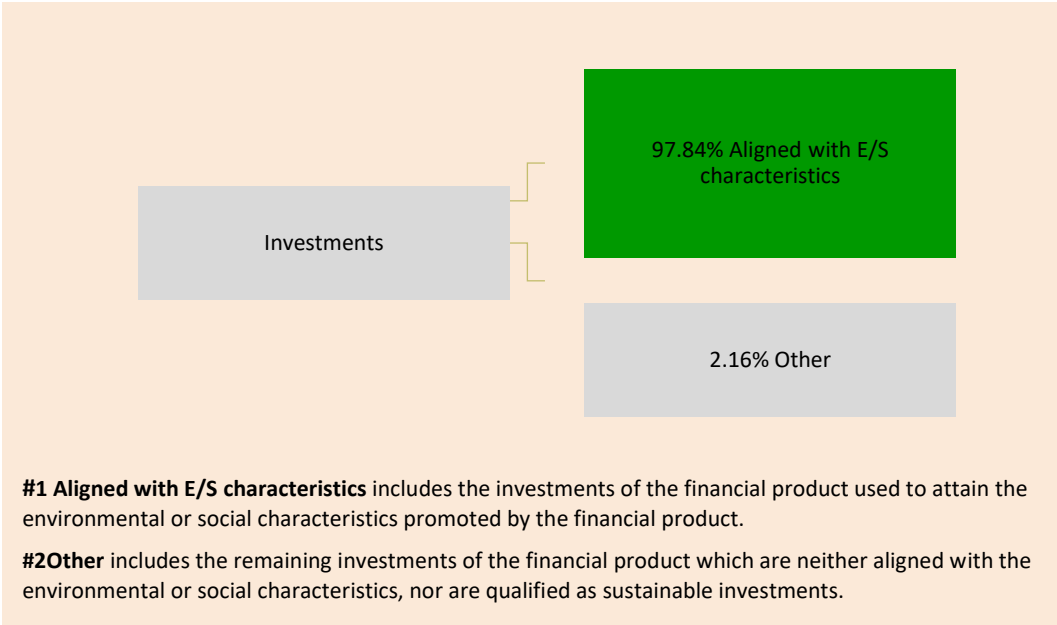 97.84% Aligned with E/S
characteristics
Investments
2.16% Other
#1 Aligned with E/S characteristics includes the investments of the financial product used to attain the
environmental or social characteristics promoted by the financial product.
#2Other includes the remaining investments of the financial product which are neither aligned with the
environmental or social characteristics, nor are qualified as sustainable investments.